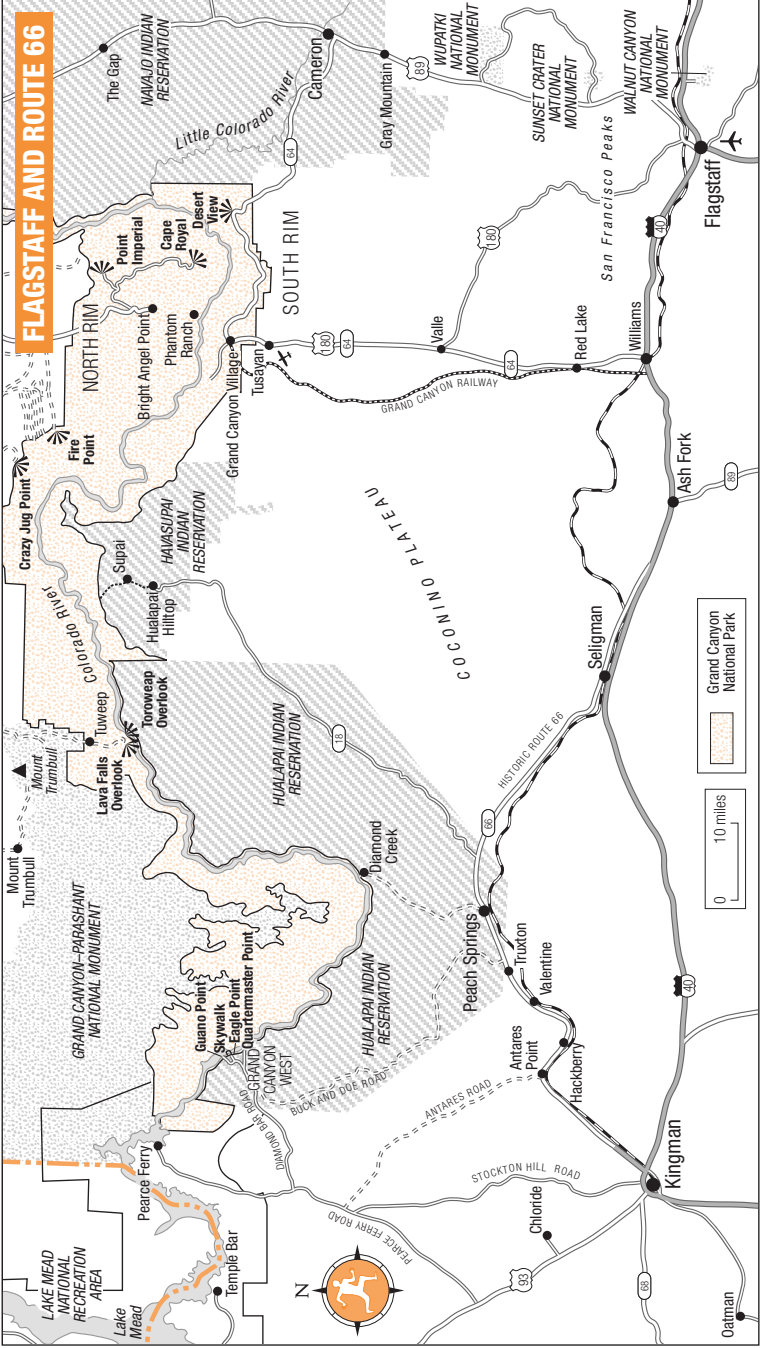 FLAGSTAFF AND ROUTE 66
LAKE MEAD
NATIONAL
RECREATION
AREA
Lake
Mead
Temple Bar
Pearce Ferry
GRAND CANYON–PARASHANT
NATIONAL MONUMENT
Mount
Trumbull
Mount
Trumbull
Tuweep
Lava Falls
Overlook
Toroweap
Overlook
Colorado River
Crazy Jug Point
Fire
Point
NORTH RIM
Point
Imperial
Cape
Royal
Bright Angel Point
Phantom
Ranch
Desert
View
SOUTH RIM
Grand Canyon Village
Tusayan
The Gap
NAVAJO INDIAN
RESERVATION
Little Colorado River
Cameron
Gray Mountain
64
89
WUPATKI
NATIONAL
MONUMENT
SUNSET CRATER
NATIONAL
MONUMENT
WALNUT CANYON
NATIONAL
MONUMENT
San Francisco Peaks
Flagstaff
40
180
180
64
Valle
64
Red Lake
Williams
GRAND CANYON RAILWAY
HAVASUPAI
INDIAN
RESERVATION
Supai
Hualapai
Hilltop
COCONINO PLATEAU
Ash Fork
89
Seligman
HISTORIC ROUTE 66
18
66
HUALAPAI INDIAN
RESERVATION
Diamond
Creek
Guano Point
Skywalk
Eagle Point
Quartermaster Point
GRAND
CANYON
WEST
HUALAPAI INDIAN
RESERVATION
DIAMOND BAR ROAD
BUCK AND DOE ROAD
ANTARES ROAD
PEARCE FERRY ROAD
STOCKTON HILL ROAD
Peach Springs
Truxton
Valentine
Antares
Point
Hackberry
Kingman
40
Chloride
93
68
Oatman
N
0
10 miles
Grand Canyon
National Park